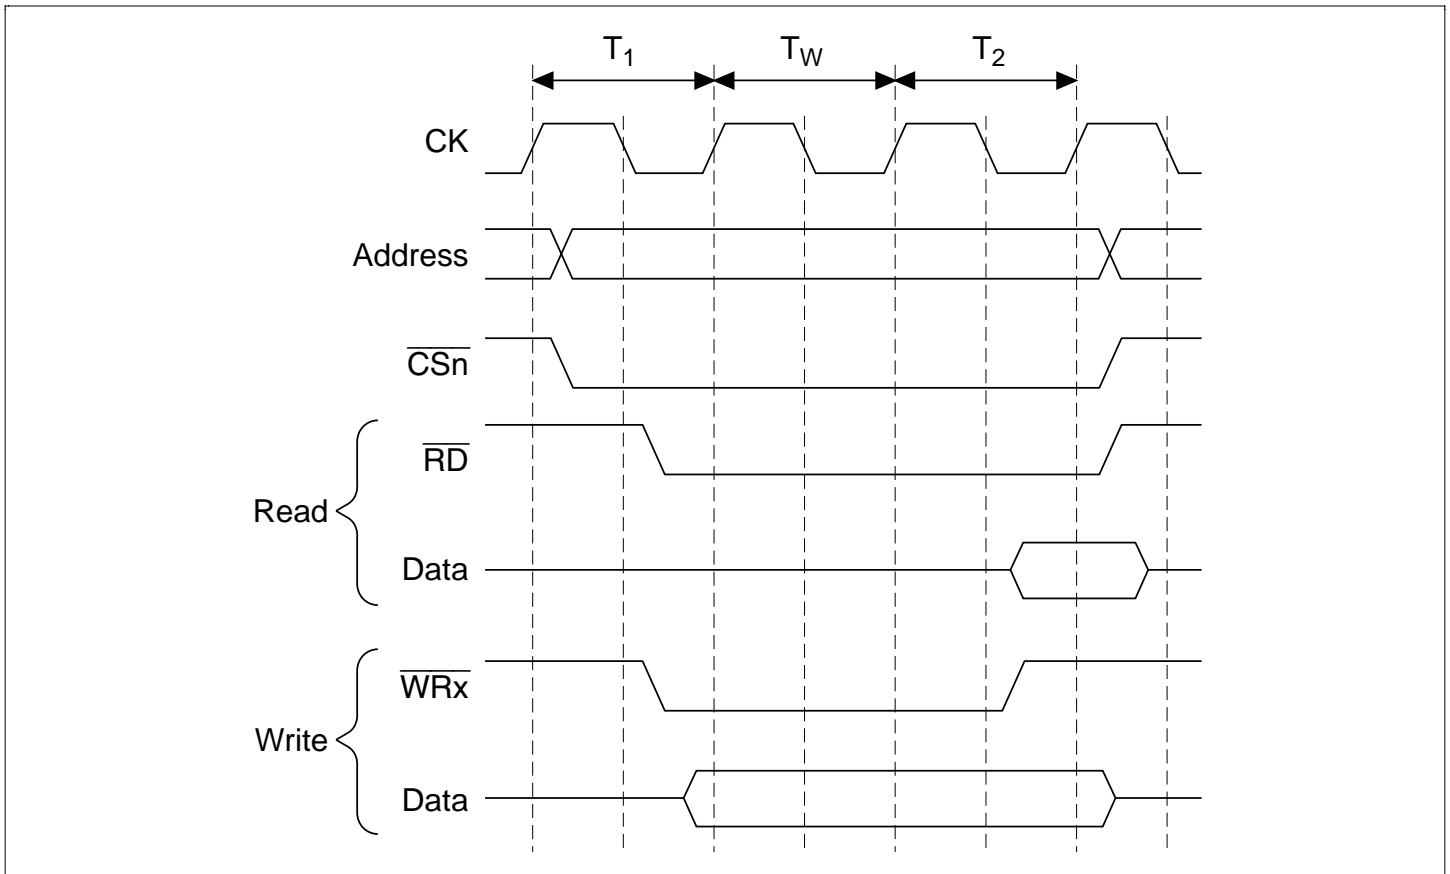 T1 TW T2
CK
Address
CSn
RD
Read
Data
WRx
Write
Data